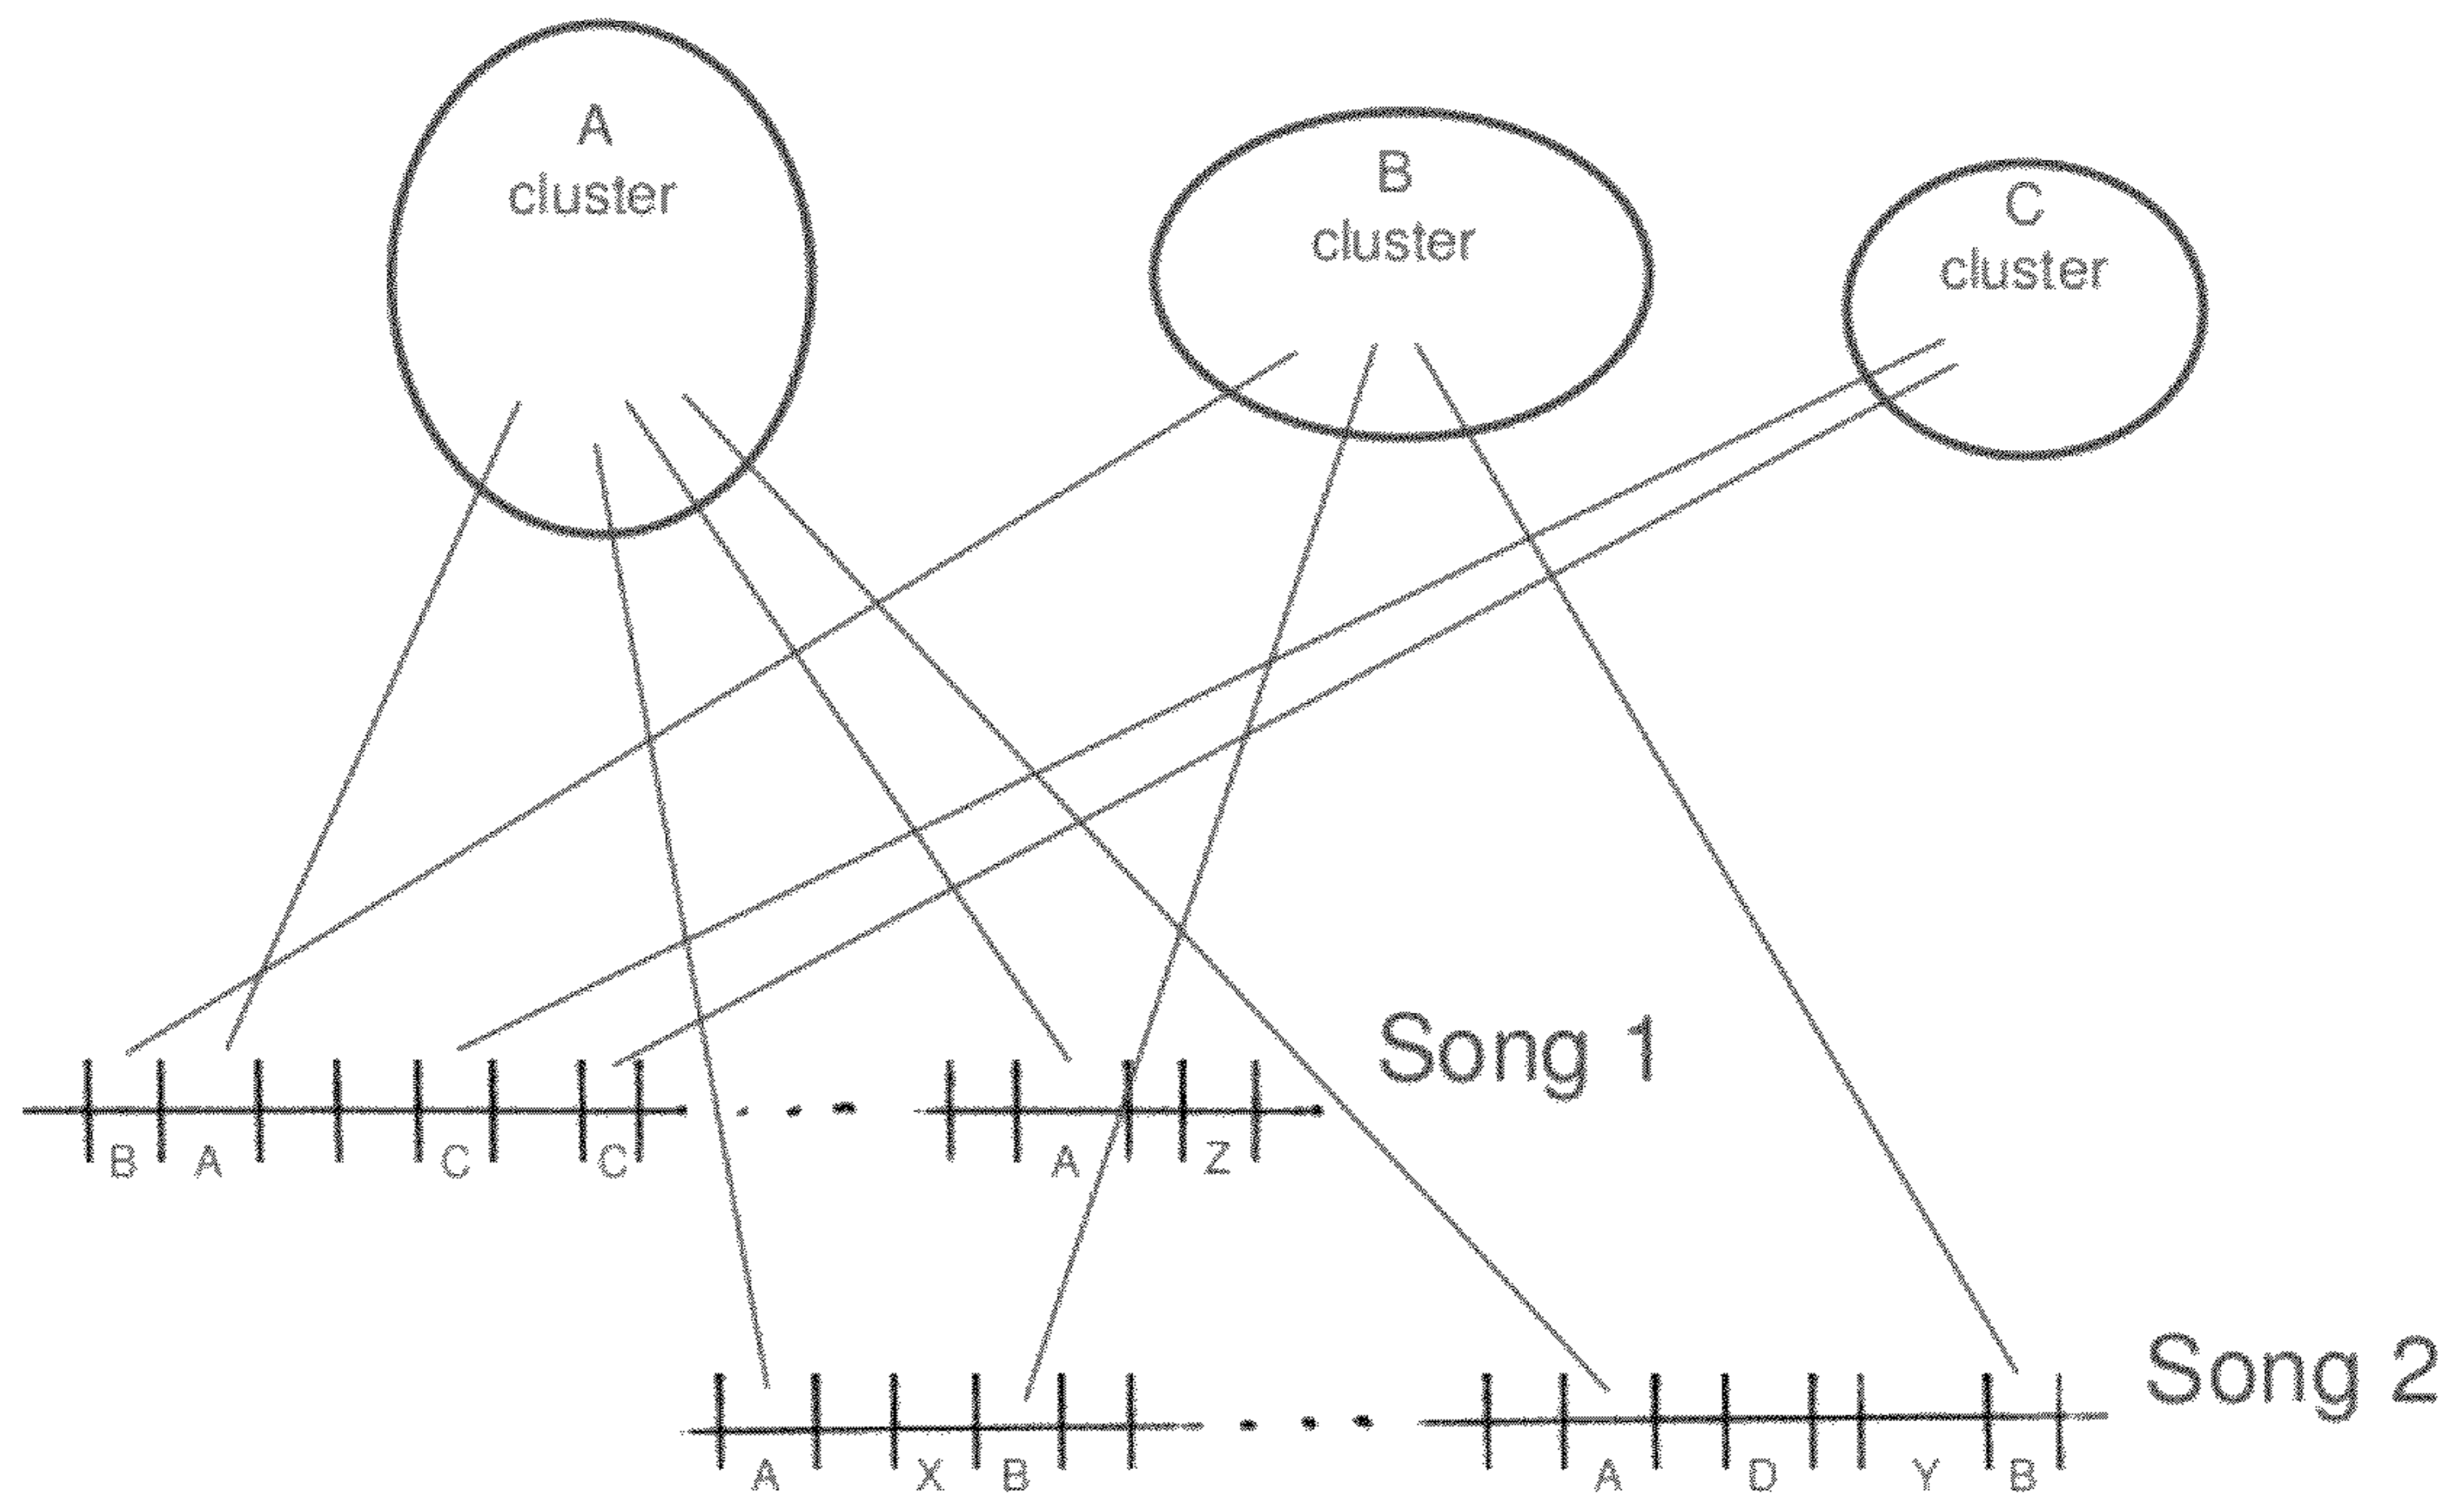 A
cluster
B
cluster
C
cluster
Song 1
B A C C A Z
Song 2
A X B A D Y B